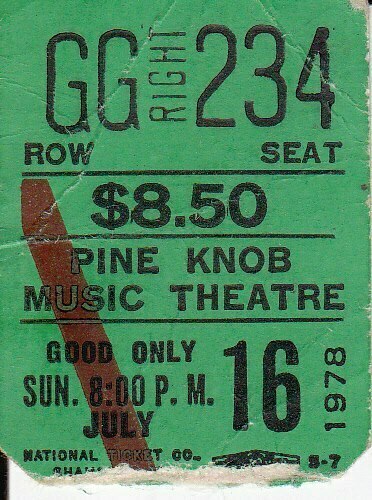 GG RIGHT 234
ROW SEAT
$8.50
PINE KNOB
MUSIC THEATRE
GOOD ONLY
SUN. 8:00 P. M.
JULY 16 1978
NATIONAL TICKET CO., S-7